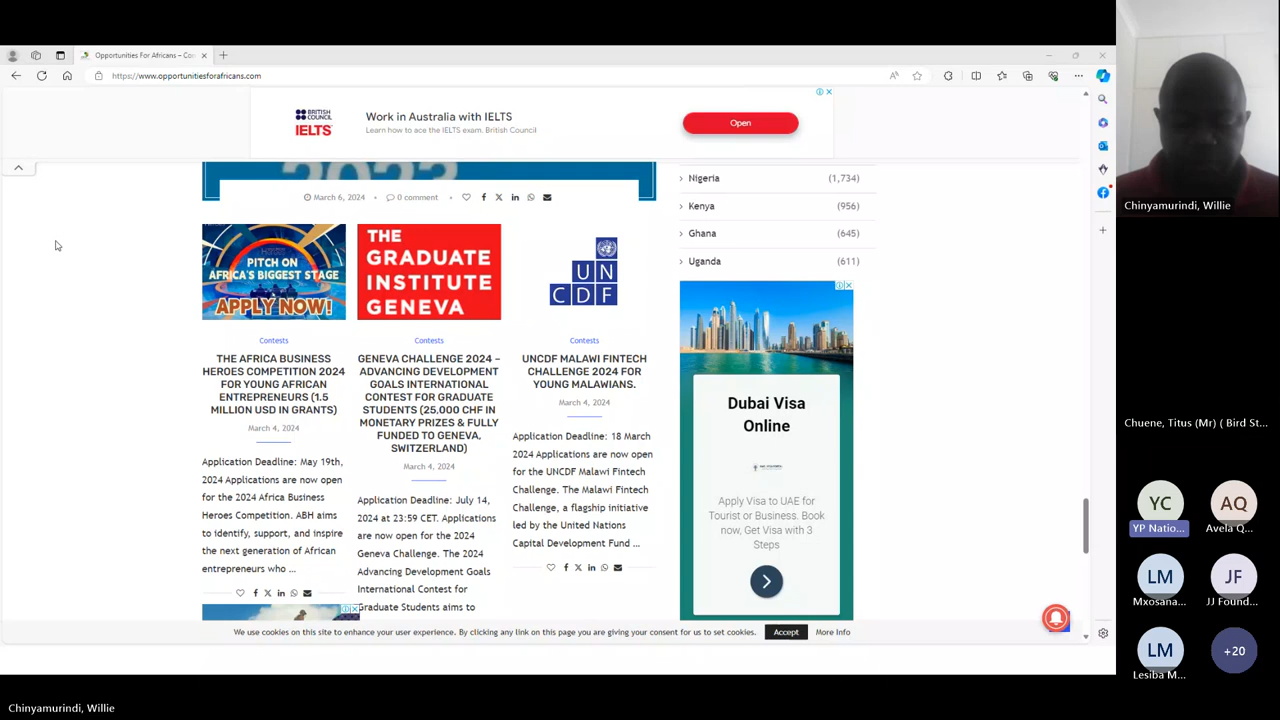 Opportunities For Africans – Co
https://www.opportunitiesforafricans.com
BRITISH
COUNCIL
IELTS
Work in Australia with IELTS
Learn how to ace the IELTS exam. British Council
Open
2023
March 6, 2024
0 comment
PITCH ON
AFRICA'S BIGGEST STAGE
APPLY NOW!
Contests
THE AFRICA BUSINESS
HEROES COMPETITION 2024
FOR YOUNG AFRICAN
ENTREPRENEURS (1.5
MILLION USD IN GRANTS)
March 4, 2024
Application Deadline: May 19th,
2024 Applications are now open
for the 2024 Africa Business
Heroes Competition. ABH aims
to identify, support, and inspire
the next generation of African
entrepreneurs who ...
THE
GRADUATE
INSTITUTE
GENEVA
Contests
GENEVA CHALLENGE 2024 –
ADVANCING DEVELOPMENT
GOALS INTERNATIONAL
CONTEST FOR GRADUATE
STUDENTS (25,000 CHF IN
MONETARY PRIZES & FULLY
FUNDED TO GENEVA,
SWITZERLAND)
March 4, 2024
Application Deadline: July 14,
2024 at 23:59 CET. Applications
are now open for the 2024
Geneva Challenge. The 2024
Advancing Development Goals
International Contest for
Graduate Students aims to
UN
CDF
Contests
UNCDF MALAWI FINTECH
CHALLENGE 2024 FOR
YOUNG MALAWIANS.
March 4, 2024
Application Deadline: 18 March
2024 Applications are now open
for the UNCDF Malawi Fintech
Challenge. The Malawi Fintech
Challenge, a flagship initiative
led by the United Nations
Capital Development Fund ...
Nigeria (1,734)
Kenya (956)
Ghana (645)
Uganda (611)
Dubai Visa
Online
Apply Visa to UAE for
Tourist or Business. Book
now, Get Visa with 3
Steps
We use cookies on this site to enhance your user experience. By clicking any link on this page you are giving your consent for us to set cookies.
Accept
More Info
Chinyamurindi, Willie
Chuene, Titus (Mr) ( Bird St...
YC
YP Natio...
AQ
Avela Q...
LM
Mxosana...
JF
JJ Found...
LM
Lesiba M...
+20
Chinyamurindi, Willie